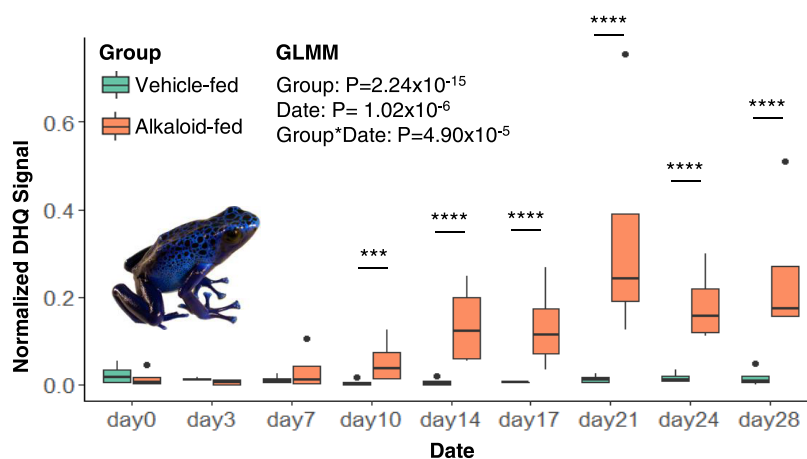 Group
Vehicle-fed
Alkaloid-fed
GLMM
Group: P=2.24x10-15
Date: P= 1.02x10-6
Group*Date: P=4.90x10-5
****
****
****
****
****
***
Normalized DHQ Signal
0.6
0.4
0.2
0.0
day0 day3 day7 day10 day14 day17 day21 day24 day28
Date